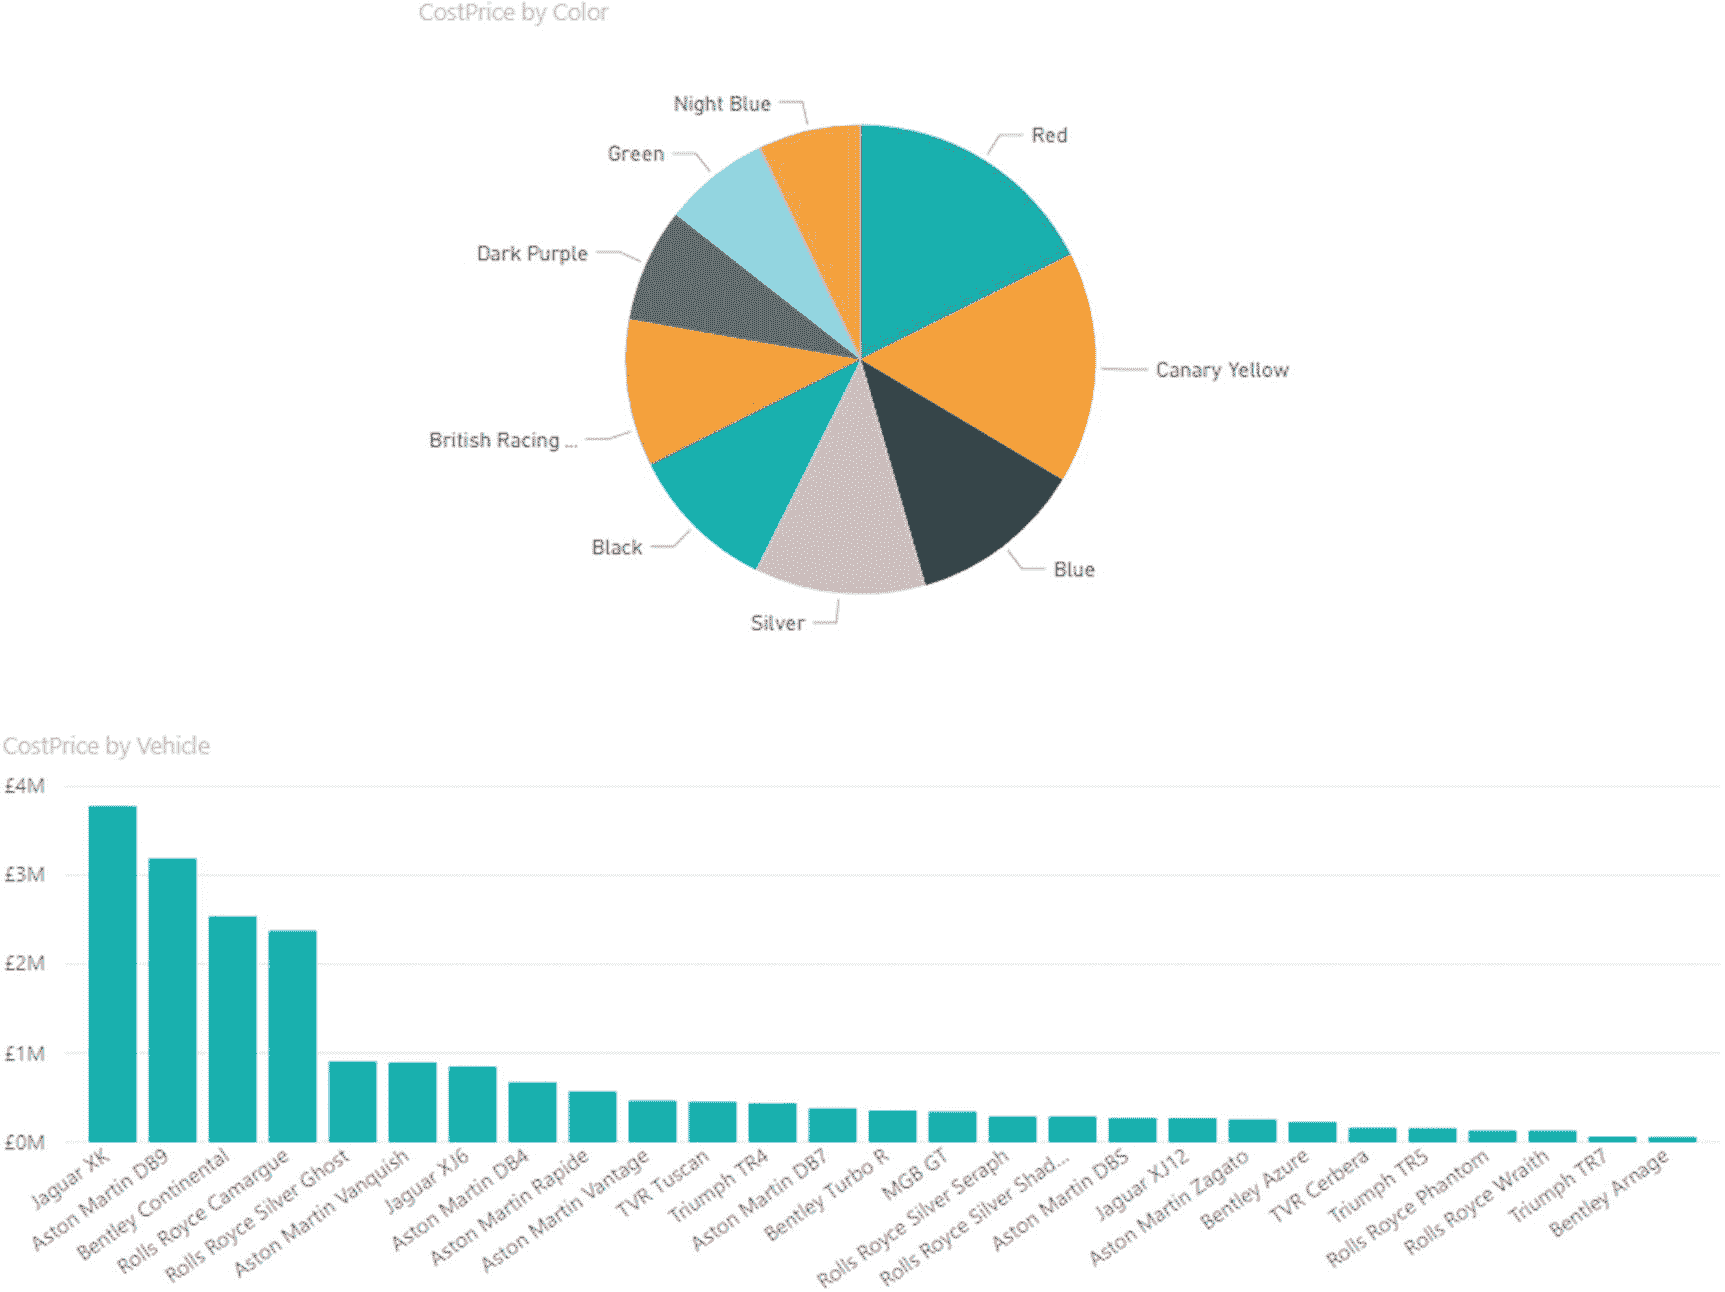 CostPrice by Color
Night Blue
Red
Green
Dark Purple
Canary Yellow
British Racing ...
Black
Blue
Silver
CostPrice by Vehicle
£4M
£3M
£2M
£1M
£0M
Jaguar XK
Aston Martin DB9
Bentley Continental
Rolls Royce Camargue
Rolls Royce Silver Ghost
Aston Martin Vanquish
Jaguar XJ6
Aston Martin DB4
Aston Martin Rapide
Aston Martin Vantage
TVR Tuscan
Triumph TR4
Aston Martin DB7
Bentley Turbo R
MGB GT
Rolls Royce Silver Seraph
Rolls Royce Silver Shad...
Aston Martin DB5
Jaguar XJ12
Aston Martin Zagato
Bentley Azure
TVR Cerbera
Triumph TR5
Rolls Royce Phantom
Rolls Royce Wraith
Triumph TR7
Bentley Arnage